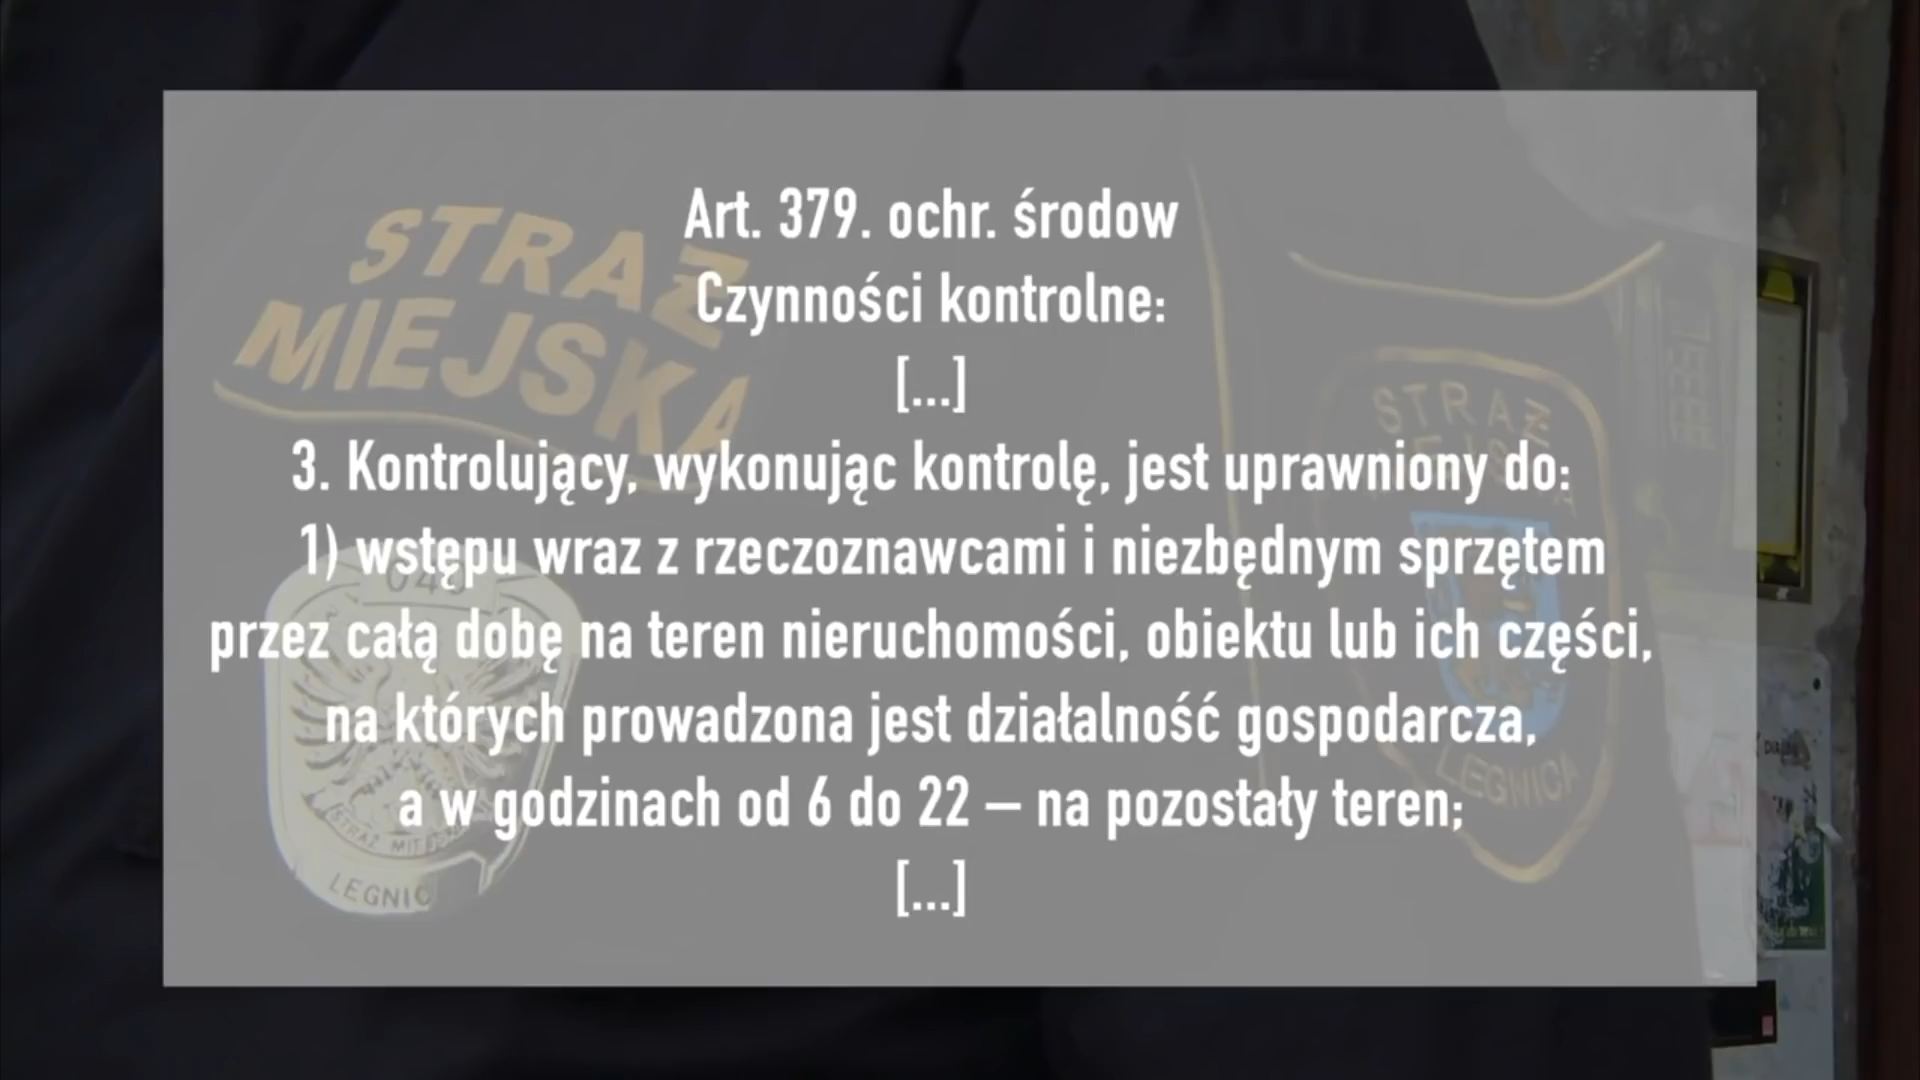 Art. 379. ochr. środow
Czynności kontrolne:
[...]
3. Kontrolujący, wykonując kontrolę, jest uprawniony do:
1) wstępu wraz z rzeczoznawcami i niezbędnym sprzętem
przez całą dobę na teren nieruchomości, obiektu lub ich części,
na których prowadzona jest działalność gospodarcza,
a w godzinach od 6 do 22 – na pozostały teren;
[...]
STRAŻ
MIEJSKA
STRAŻ
LEGNICA